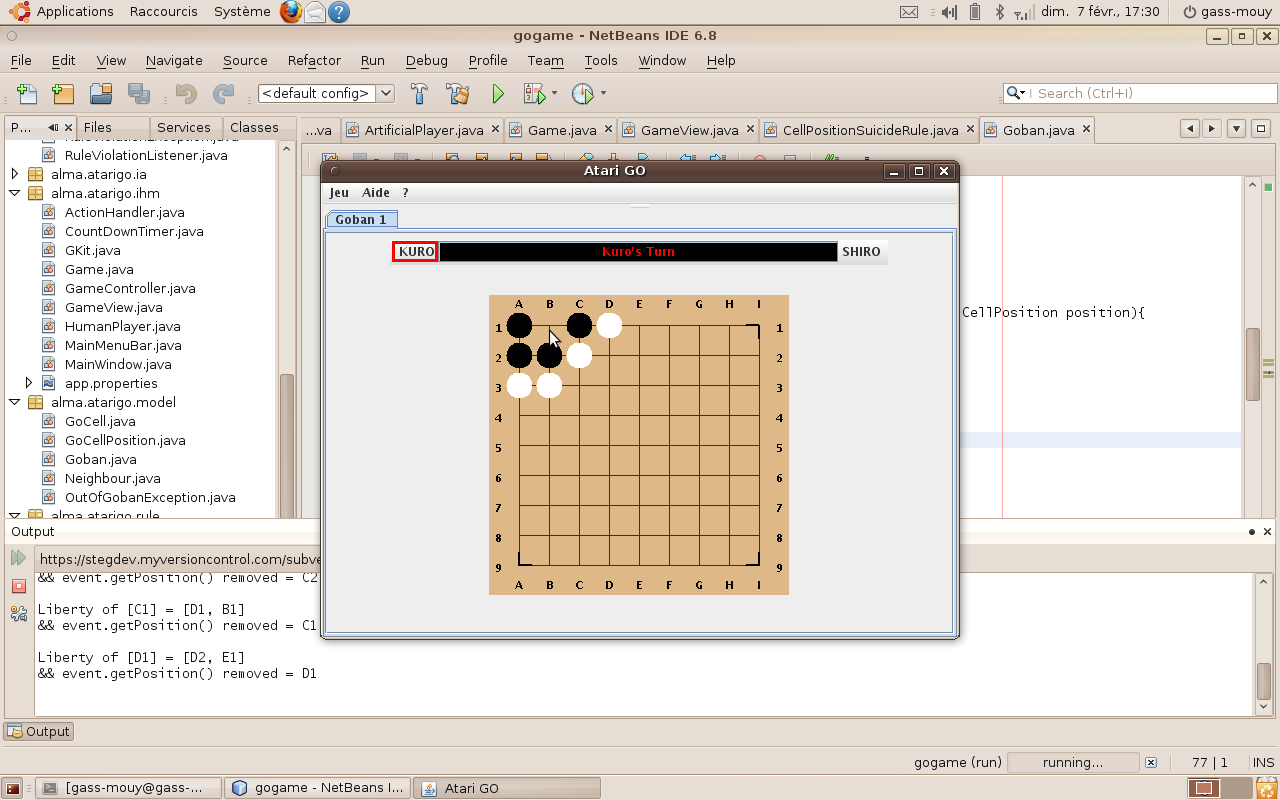 Applications Raccourcis Système ? dim. 7 févr., 17:30 gass-mouy
gogame - NetBeans IDE 6.8
File Edit View Navigate Source Refactor Run Debug Profile Team Tools Window Help
<default config> Search (Ctrl+I)
P... Files Services Classes ...va ArtificialPlayer.java Game.java GameView.java CellPositionSuicideRule.java Goban.java
RuleViolationListener.java
alma.atarigo.ia
alma.atarigo.ihm
ActionHandler.java
CountDownTimer.java
GKit.java
Game.java
GameController.java
GameView.java
HumanPlayer.java
MainMenuBar.java
MainWindow.java
app.properties
alma.atarigo.model
GoCell.java
GoCellPosition.java
Goban.java
Neighbour.java
OutOfGobanException.java
alma.atarigo.rule
CellPosition position){
Atari GO
Jeu Aide ?
Goban 1
KURO Kuro's Turn SHIRO
A B C D E F G H I
1 1
2 2
3 3
4 4
5 5
6 6
7 7
8 8
9 9
A B C D E F G H I
Output
https://stegdev.myversioncontrol.com/subve
&& event.getPosition() removed = C2
Liberty of [C1] = [D1, B1]
&& event.getPosition() removed = C1
Liberty of [D1] = [D2, E1]
&& event.getPosition() removed = D1
Output
gogame (run) running... 77 | 1 INS
[gass-mouy@gass-... gogame - NetBeans I... Atari GO